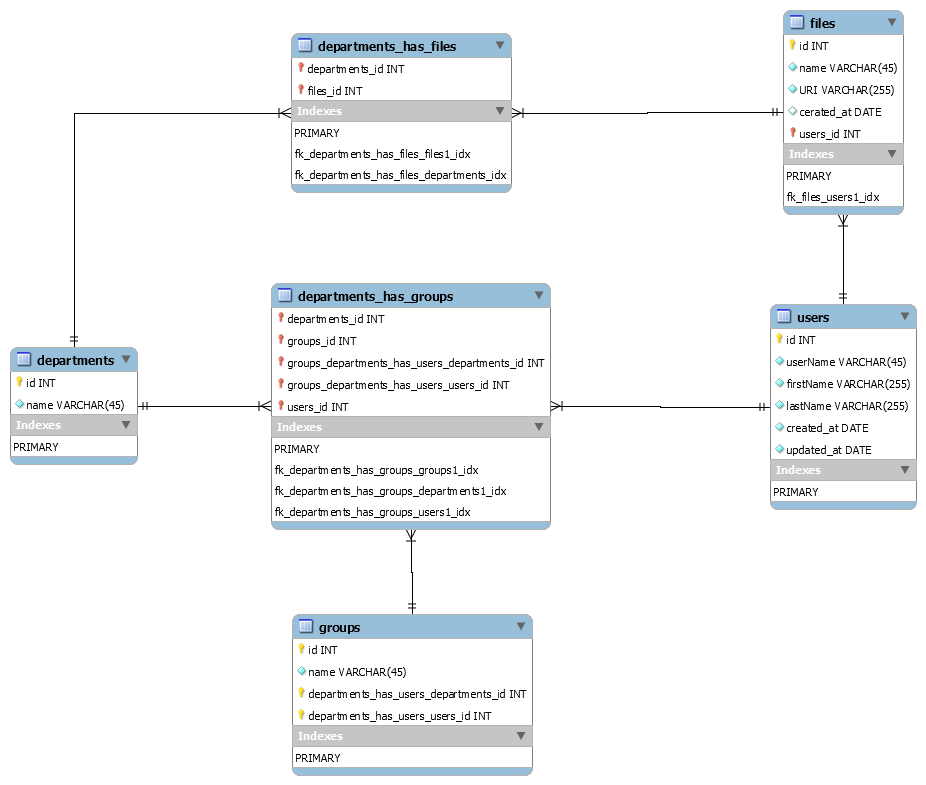 departments_has_files
departments_id INT
files_id INT
Indexes
PRIMARY
fk_departments_has_files_files1_idx
fk_departments_has_files_departments_idx
files
id INT
name VARCHAR(45)
URI VARCHAR(255)
cerated_at DATE
users_id INT
Indexes
PRIMARY
fk_files_users1_idx
departments_has_groups
departments_id INT
groups_id INT
groups_departments_has_users_departments_id INT
groups_departments_has_users_users_id INT
users_id INT
Indexes
PRIMARY
fk_departments_has_groups_groups1_idx
fk_departments_has_groups_departments1_idx
fk_departments_has_groups_users1_idx
users
id INT
userName VARCHAR(45)
firstName VARCHAR(255)
lastName VARCHAR(255)
created_at DATE
updated_at DATE
Indexes
PRIMARY
departments
id INT
name VARCHAR(45)
Indexes
PRIMARY
groups
id INT
name VARCHAR(45)
departments_has_users_departments_id INT
departments_has_users_users_id INT
Indexes
PRIMARY